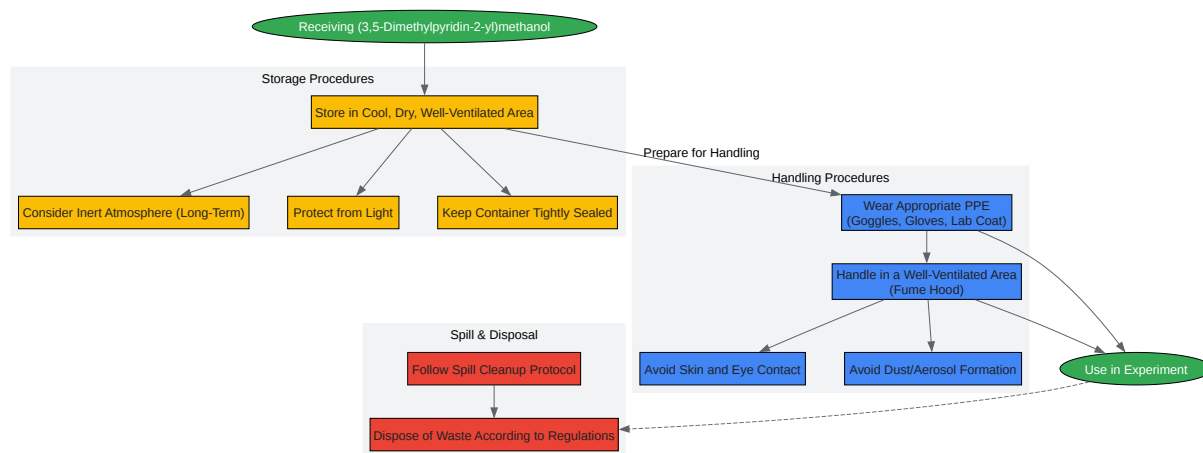 Receiving (3,5-Dimethylpyridin-2-yl)methanol
Storage Procedures
Store in Cool, Dry, Well-Ventilated Area
Prepare for Handling
Handling Procedures
Consider Inert Atmosphere (Long-Term)
Protect from Light
Keep Container Tightly Sealed
Wear Appropriate PPE
(Goggles, Gloves, Lab Coat)
Handle in a Well-Ventilated Area
(Fume Hood)
Spill & Disposal
Follow Spill Cleanup Protocol
Avoid Skin and Eye Contact
Avoid Dust/Aerosol Formation
Use in Experiment
Dispose of Waste According to Regulations